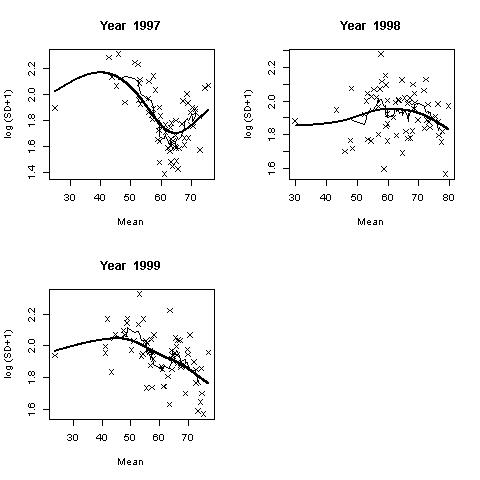 Year 1997
Year 1998
log (SD+1)
1.4 1.6 1.8 2.0 2.2
log (SD+1)
1.6 1.8 2.0 2.2
30 40 50 60 70
30 40 50 60 70 80
Mean
Mean
Year 1999
log (SD+1)
1.6 1.8 2.0 2.2
30 40 50 60 70
Mean